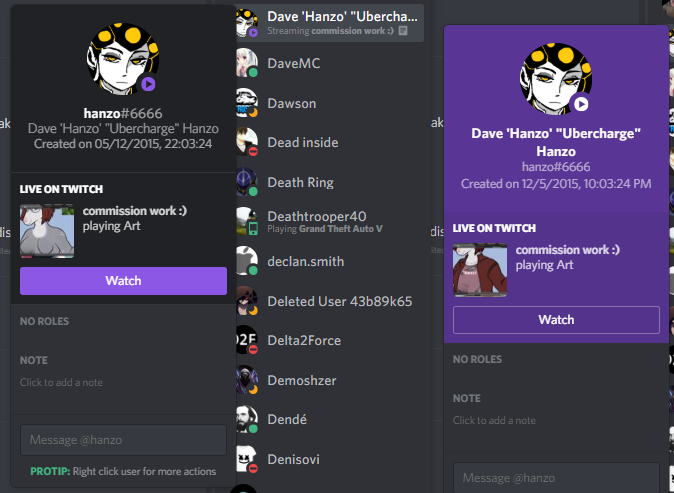 hanzo#6666
Dave 'Hanzo' "Ubercharge" Hanzo
Created on 05/12/2015, 22:03:24
LIVE ON TWITCH
commission work :)
playing Art
Watch
NO ROLES
NOTE
Click to add a note
Message @hanzo
PROTIP: Right click user for more actions
Dave 'Hanzo' "Ubercha...
Streaming commission work :)
DaveMC
Dawson
Dead inside
Death Ring
Deathtrooper40
Playing Grand Theft Auto V
declan.smith
Deleted User 43b89k65
Delta2Force
Demoshzer
Dendé
Denisovi
Dave 'Hanzo' "Ubercharge"
Hanzo
hanzo#6666
Created on 12/5/2015, 10:03:24 PM
LIVE ON TWITCH
commission work :)
playing Art
Watch
NO ROLES
NOTE
Click to add a note
Message @hanzo